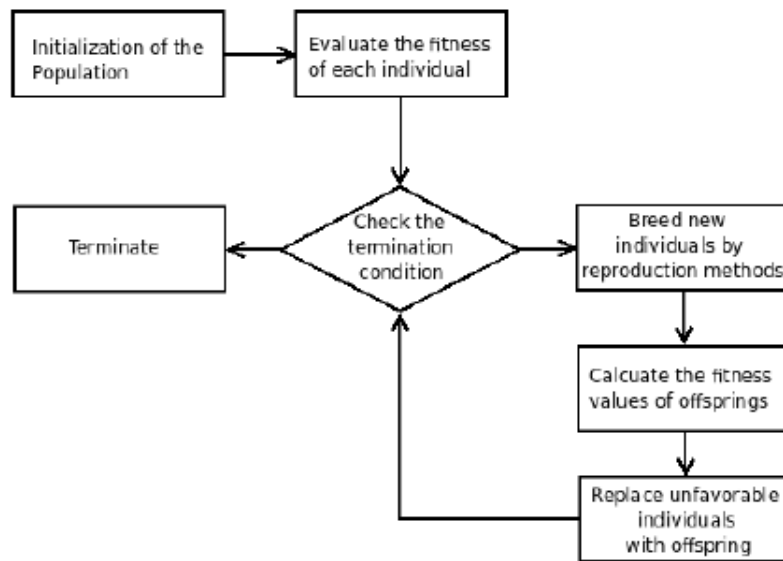 Initialization of the
Population
Evaluate the fitness
of each individual
Check the
termination
condition
Terminate
Breed new
individuals by
reproduction methods
Calcuate the fitness
values of offsprings
Replace unfavorable
individuals
with offspring